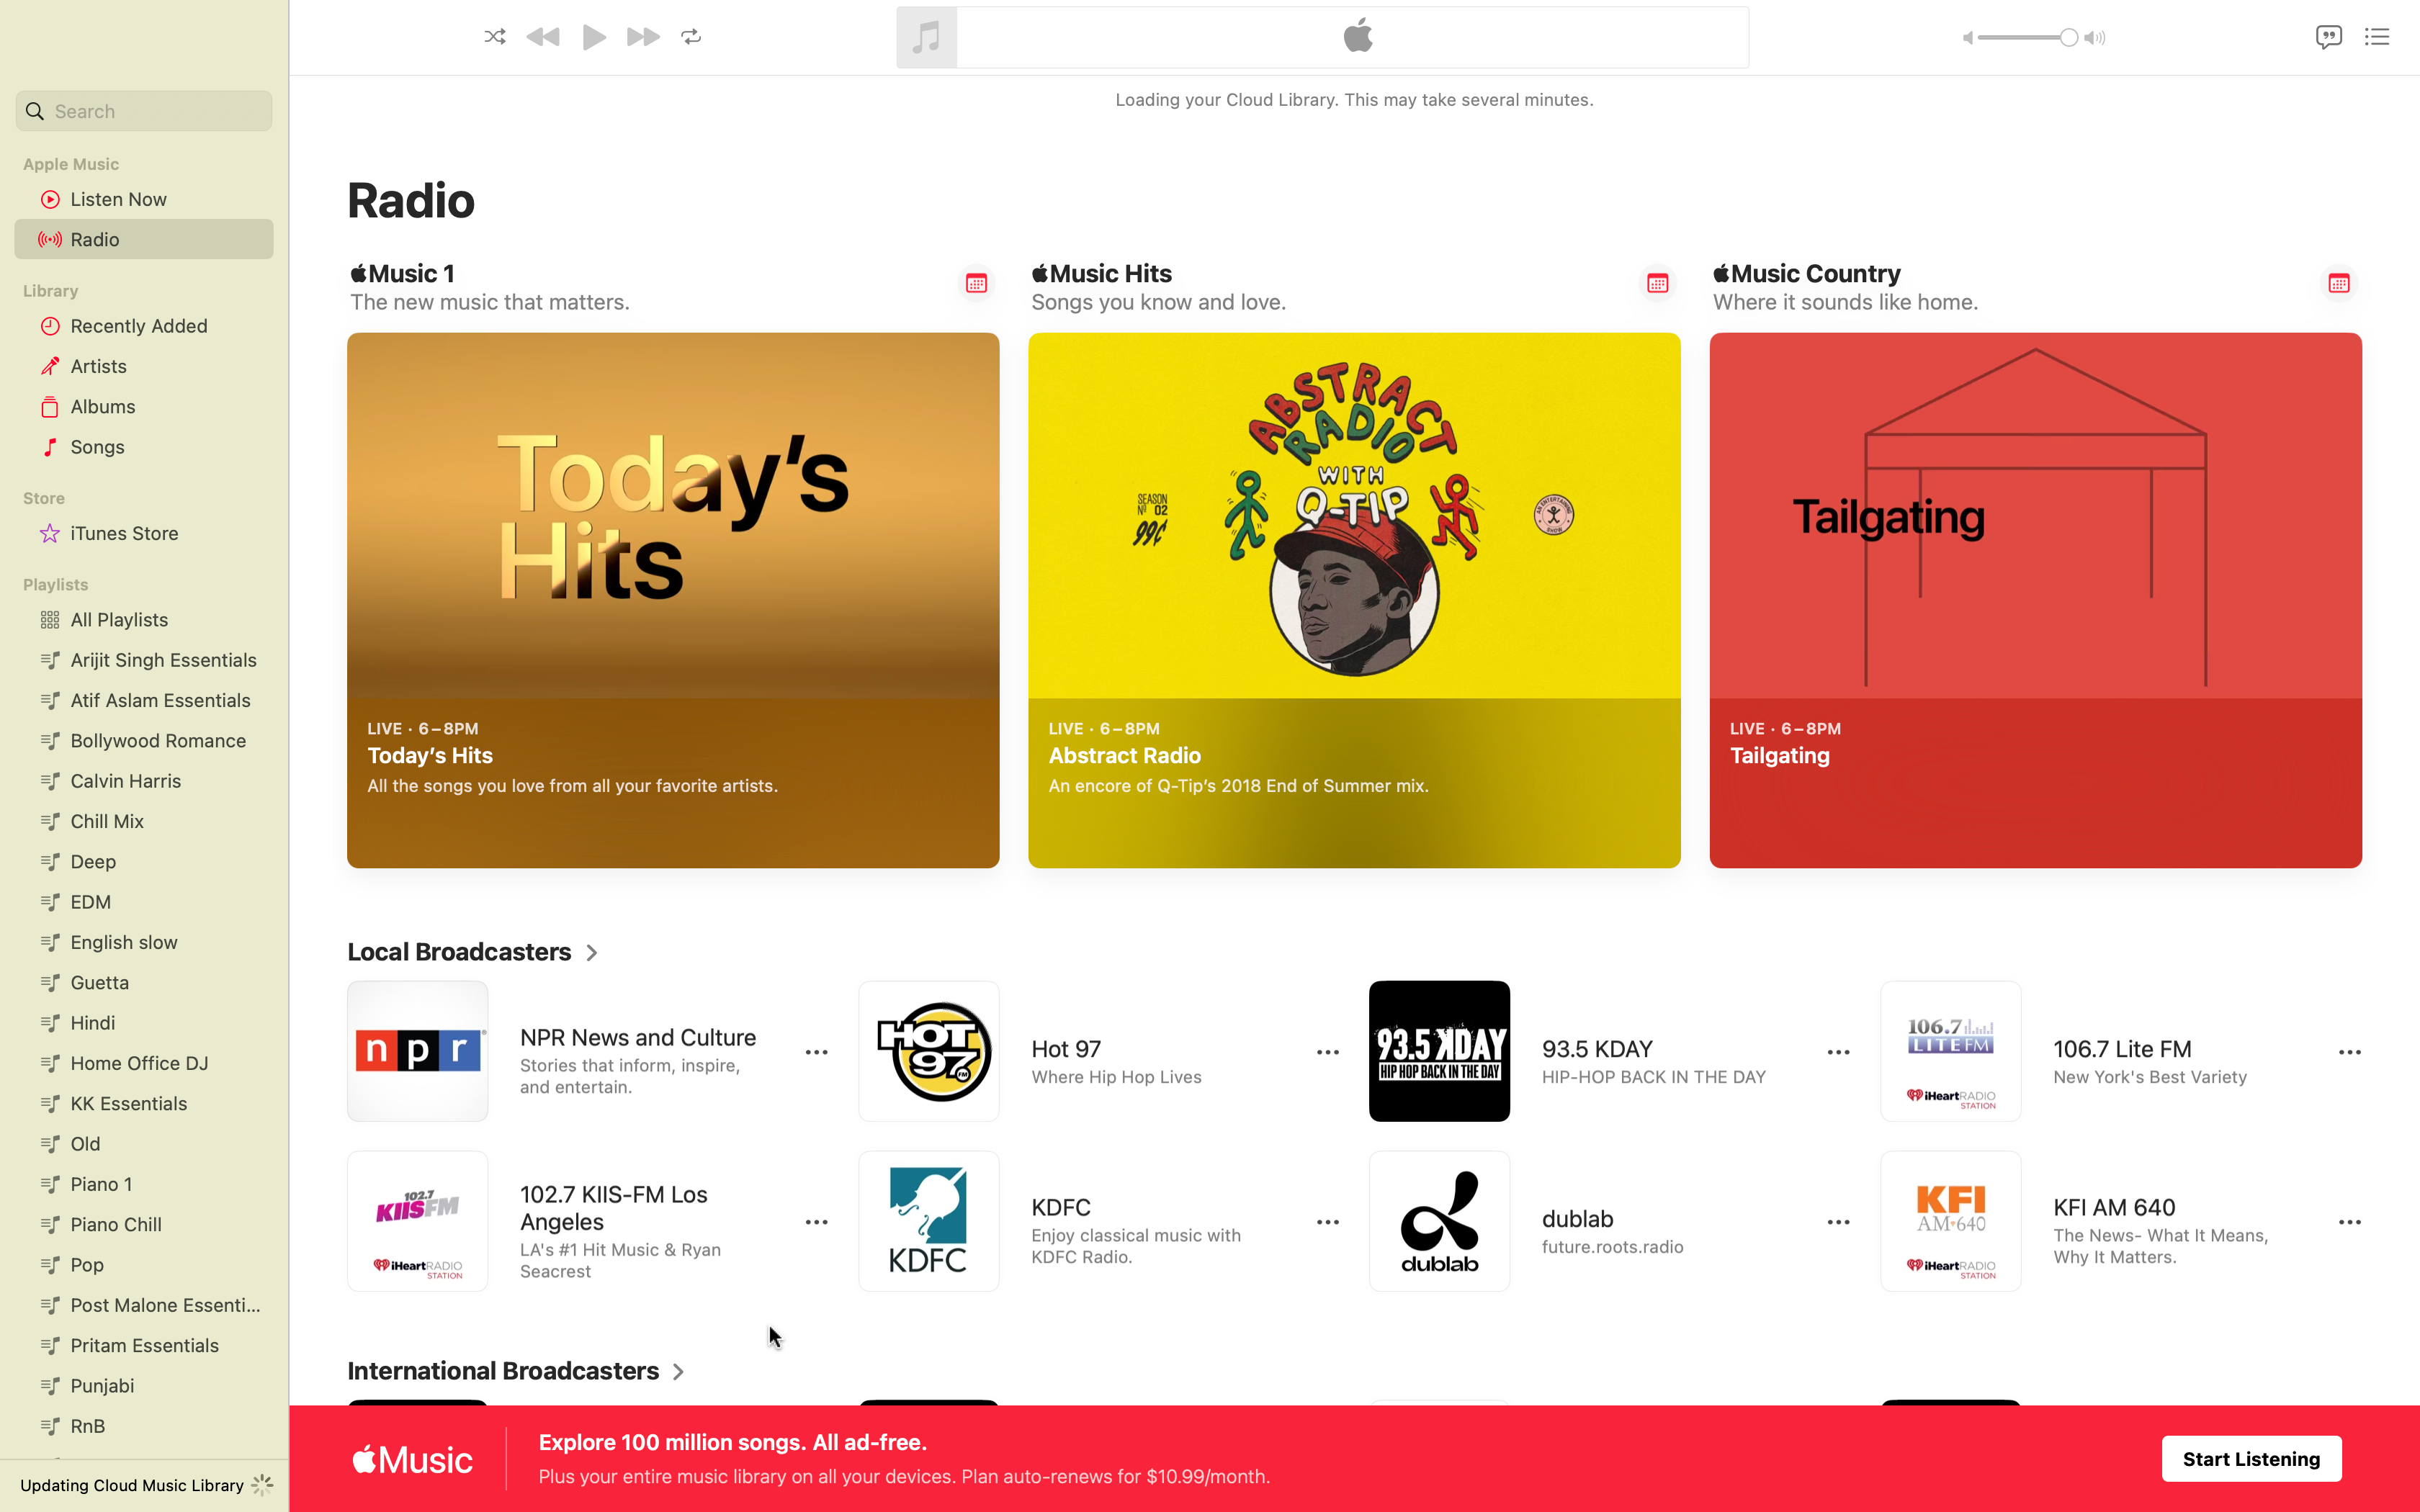 Search
Apple Music
Listen Now
Radio
Library
Recently Added
Artists
Albums
Songs
Store
iTunes Store
Playlists
All Playlists
Arijit Singh Essentials
Atif Aslam Essentials
Bollywood Romance
Calvin Harris
Chill Mix
Deep
EDM
English slow
Guetta
Hindi
Home Office DJ
KK Essentials
Old
Piano 1
Piano Chill
Pop
Post Malone Essenti...
Pritam Essentials
Punjabi
RnB
Updating Cloud Music Library
Loading your Cloud Library. This may take several minutes.
Radio
Music 1
The new music that matters.
Today's
Hits
LIVE · 6–8PM
Today's Hits
All the songs you love from all your favorite artists.
Music Hits
Songs you know and love.
ABSTRACT
RADIO
WITH
Q-TIP
SEASON
Nº 02
99¢
AN ENTERTAINING
SHOW
LIVE · 6–8PM
Abstract Radio
An encore of Q-Tip's 2018 End of Summer mix.
Music Country
Where it sounds like home.
Tailgating
LIVE · 6–8PM
Tailgating
Local Broadcasters
npr
NPR News and Culture
Stories that inform, inspire,
and entertain.
HOT
97
FM
Hot 97
Where Hip Hop Lives
93.5 KDAY
HIP HOP BACK IN THE DAY
93.5 KDAY
HIP-HOP BACK IN THE DAY
106.7
LITE FM
iHeartRADIO
STATION
106.7 Lite FM
New York's Best Variety
102.7
KIISFM
iHeartRADIO
STATION
102.7 KIIS-FM Los
Angeles
LA's #1 Hit Music & Ryan
Seacrest
KDFC
KDFC
Enjoy classical music with
KDFC Radio.
dublab
dublab
future.roots.radio
KFI
AM•640
iHeartRADIO
STATION
KFI AM 640
The News- What It Means,
Why It Matters.
International Broadcasters
Music
Explore 100 million songs. All ad-free.
Plus your entire music library on all your devices. Plan auto-renews for $10.99/month.
Start Listening